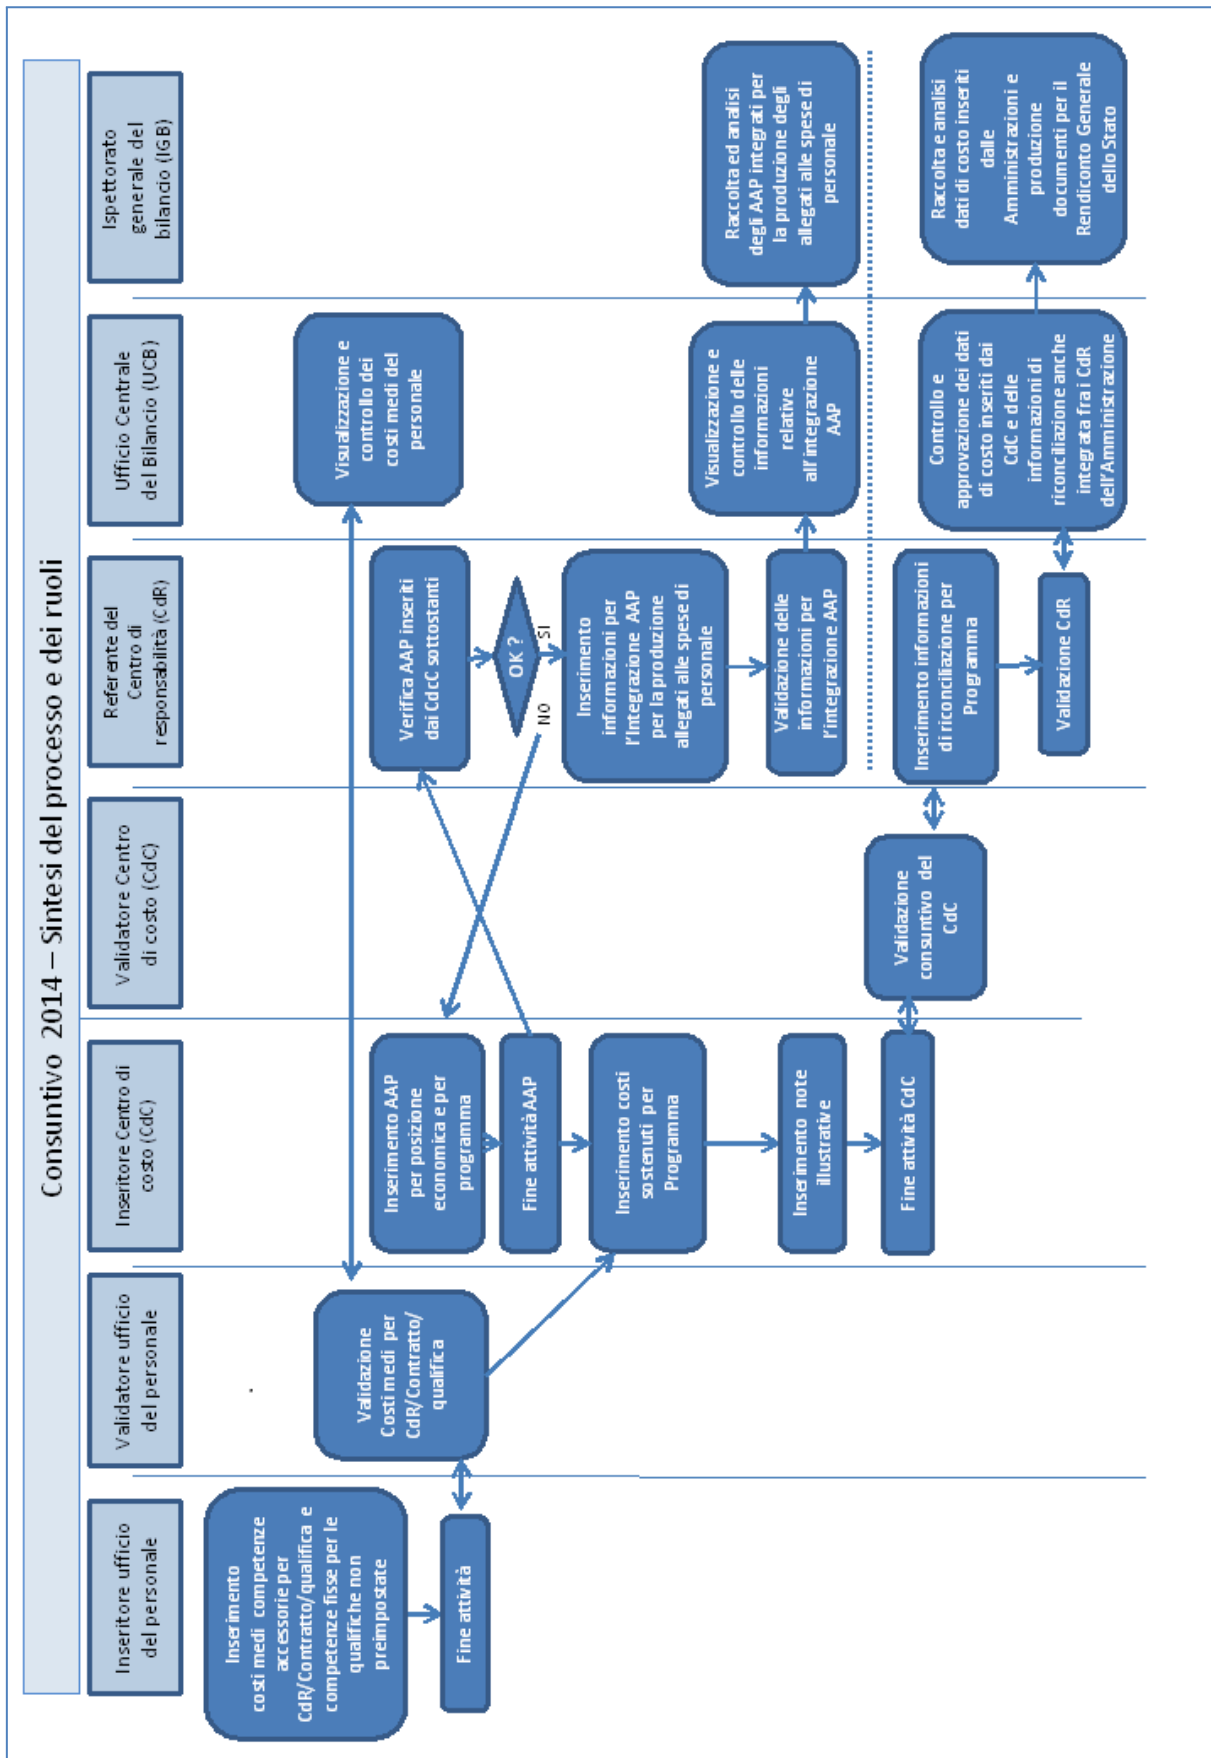 Consuntivo 2014 – Sintesi del processo e dei ruoli
Inseritore ufficio
del personale
Validatore ufficio
del personale
Inseritore Centro di
costo (CdC)
Validatore Centro
di costo (CdC)
Referente del
Centro di
responsabilità (CdR)
Ufficio Centrale
del Bilancio (UCB)
Ispettorato
generale del
bilancio (IGB)
Inserimento
costi medi competenze
accessorie per
CdR/Contratto/qualifica e
competenze fisse per le
qualifiche non
preimpostate
Fine attività
Validazione
Costi medi per
CdR/Contratto/
qualifica
Inserimento AAP
per posizione
economica e per
programma
Fine attività AAP
Inserimento costi
sostenuti per
Programma
Inserimento note
illustrative
Fine attività CdC
Validazione
consuntivo del
CdC
Verifica AAP inseriti
dai CdcC sottostanti
OK ?
NO
SI
Inserimento
informazioni per
l'Integrazione AAP
per la produzione
allegati alle spese di
personale
Validazione delle
informazioni per
l'integrazione AAP
Inserimento informazioni
di riconciliazione per
Programma
Validazione CdR
Visualizzazione e
controllo dei
costi medi del
personale
Visualizzazione e
controllo delle
informazioni
relative
all'integrazione
AAP
Controllo e
approvazione dei dati
di costo inseriti dai
CdC e delle
informazioni di
riconciliazione anche
integrata fra i CdR
dell'Amministrazione
Raccolta ed analisi
degli AAP integrati per
la produzione degli
allegati alle spese di
personale
Raccolta e analisi
dati di costo inseriti
dalle
Amministrazioni e
produzione
documenti per il
Rendiconto Generale
dello Stato